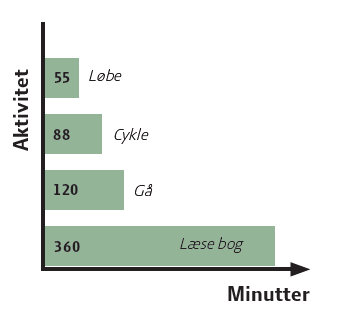 Aktivitet
55 Løbe
88 Cykle
120 Gå
360 Læse bog
Minutter